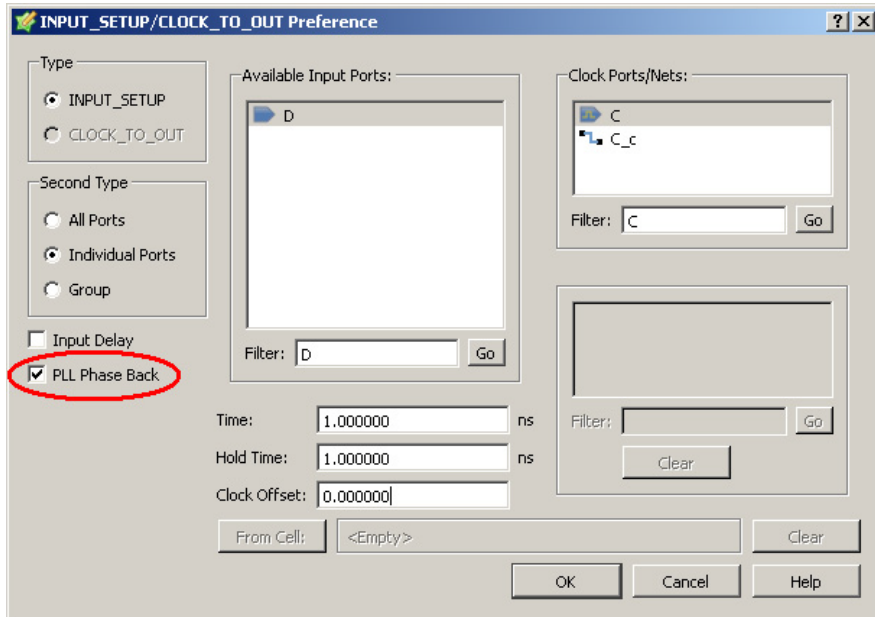 INPUT_SETUP/CLOCK_TO_OUT Preference
Type
INPUT_SETUP
CLOCK_TO_OUT
Second Type
All Ports
Individual Ports
Group
Input Delay
PLL Phase Back
Available Input Ports:
D
Filter: D Go
Clock Ports/Nets:
C
C_c
Filter: C Go
Time: 1.000000 ns
Hold Time: 1.000000 ns
Clock Offset: 0.000000
Filter: Go
Clear
From Cell: <Empty> Clear
OK Cancel Help